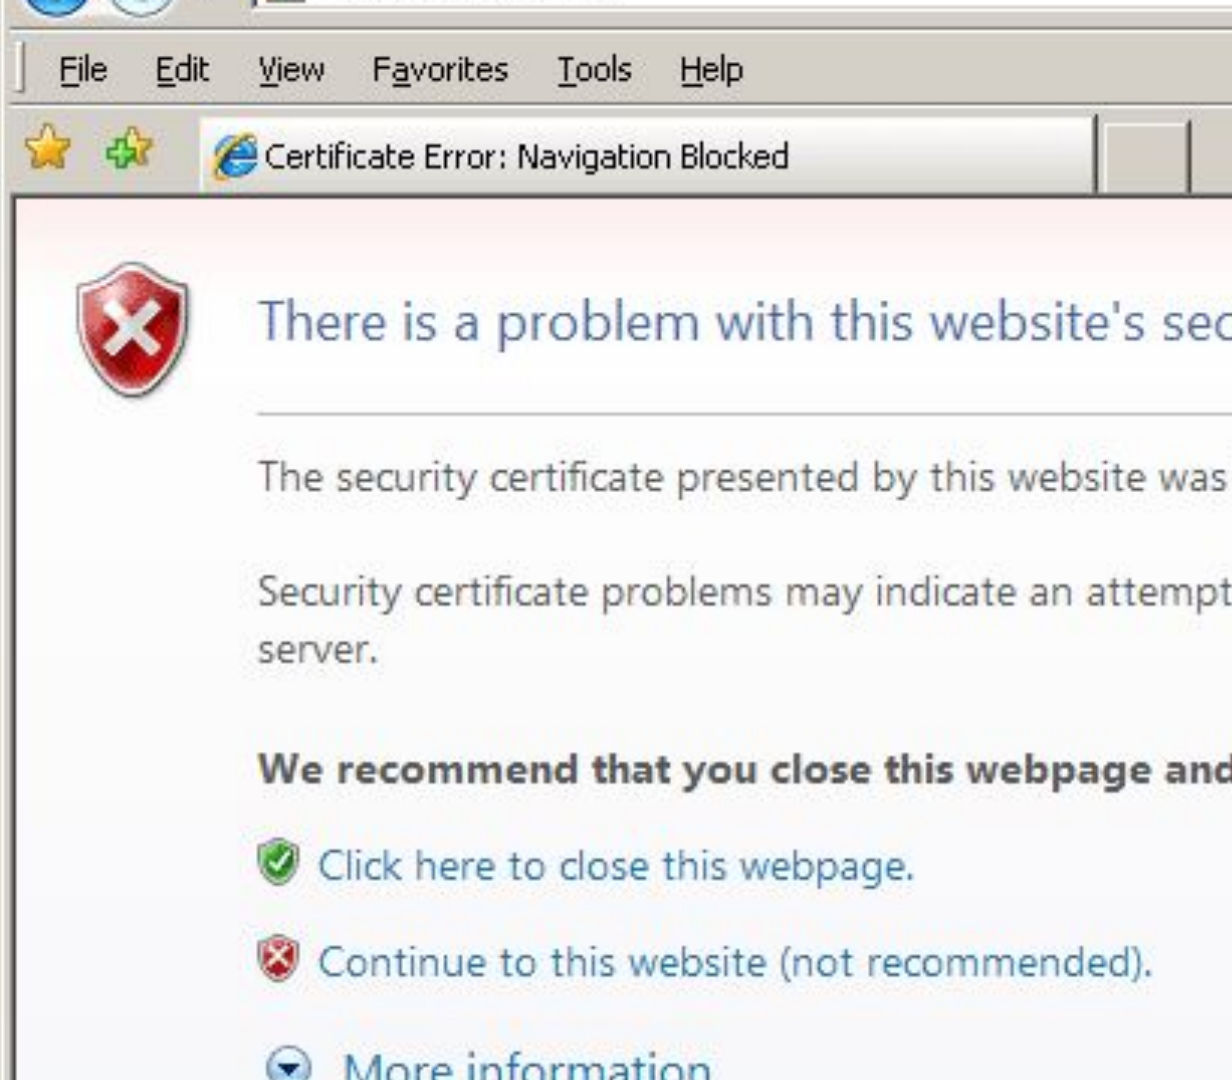 File Edit View Favorites Tools Help
Certificate Error: Navigation Blocked
There is a problem with this website's sec
The security certificate presented by this website was
Security certificate problems may indicate an attempt
server.
We recommend that you close this webpage and
Click here to close this webpage.
Continue to this website (not recommended).
More information